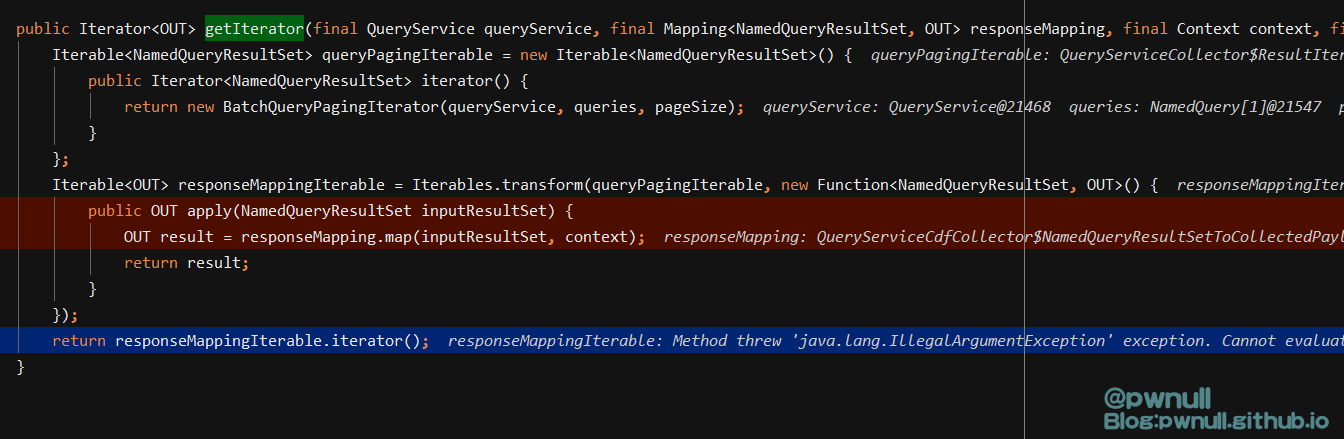 public Iterator<OUT> getIterator(final QueryService queryService, final Mapping<NamedQueryResultSet, OUT> responseMapping, final Context context, fi
Iterable<NamedQueryResultSet> queryPagingIterable = new Iterable<NamedQueryResultSet>() { queryPagingIterable: QueryServiceCollector$ResultIter
public Iterator<NamedQueryResultSet> iterator() {
return new BatchQueryPagingIterator(queryService, queries, pageSize); queryService: QueryService@21468 queries: NamedQuery[1]@21547 p
}
};
Iterable<OUT> responseMappingIterable = Iterables.transform(queryPagingIterable, new Function<NamedQueryResultSet, OUT>() { responseMappingIter
public OUT apply(NamedQueryResultSet inputResultSet) {
OUT result = responseMapping.map(inputResultSet, context); responseMapping: QueryServiceCdfCollector$NamedQueryResultSetToCollectedPayl
return result;
}
});
return responseMappingIterable.iterator(); responseMappingIterable: Method threw 'java.lang.IllegalArgumentException' exception. Cannot evaluat
}
@pwnull
Blog:pwnull.github.io